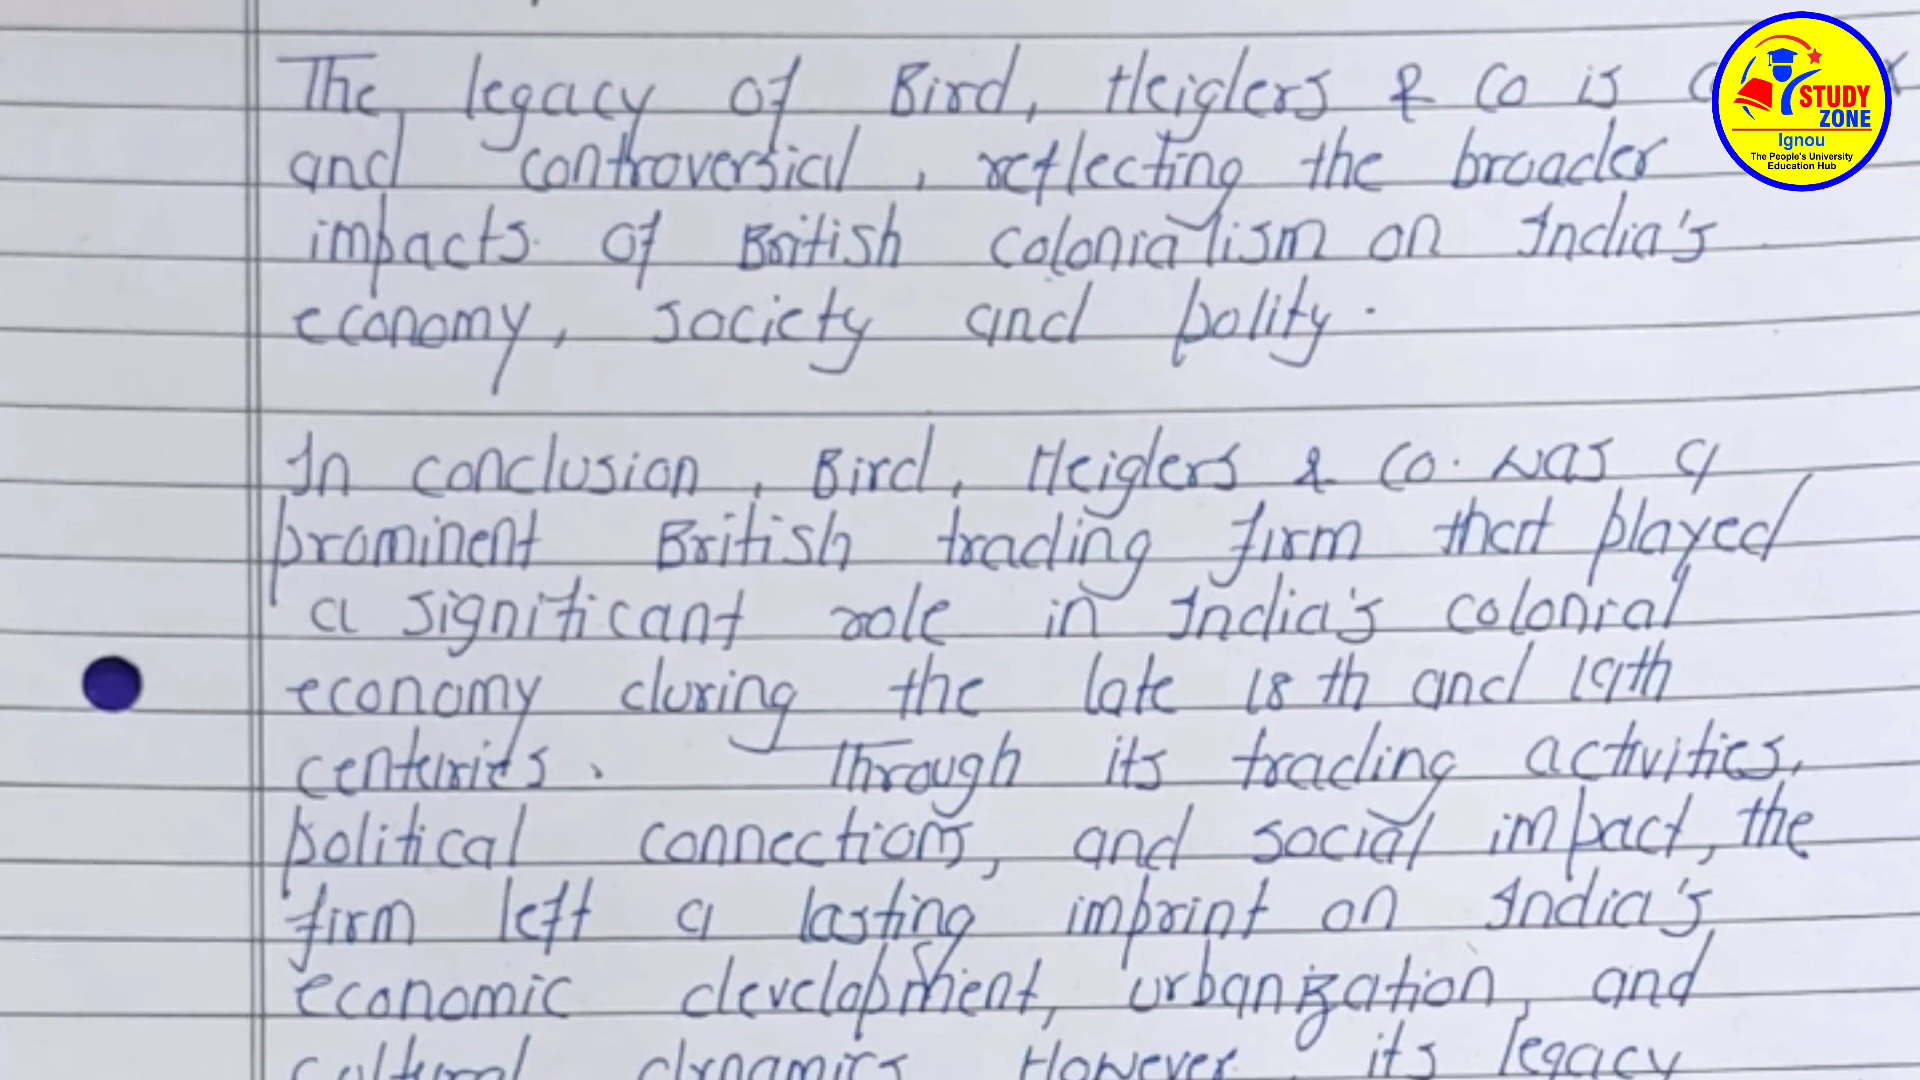 The legacy of Bird, Heiglers & Co is
and controversial, reflecting the broader
impacts of British colonialism on India's
economy, society and polity.
In conclusion, Bird, Heiglers & Co. was a
prominent British trading firm that played
a significant role in India's colonial
economy during the late 18th and 19th
centuries. Through its trading activities,
political connections, and social impact, the
firm left a lasting imprint on India's
economic development, urbanization, and
cultural dynamics. However, its legacy
STUDY
ZONE
Ignou
The People's University
Education Hub